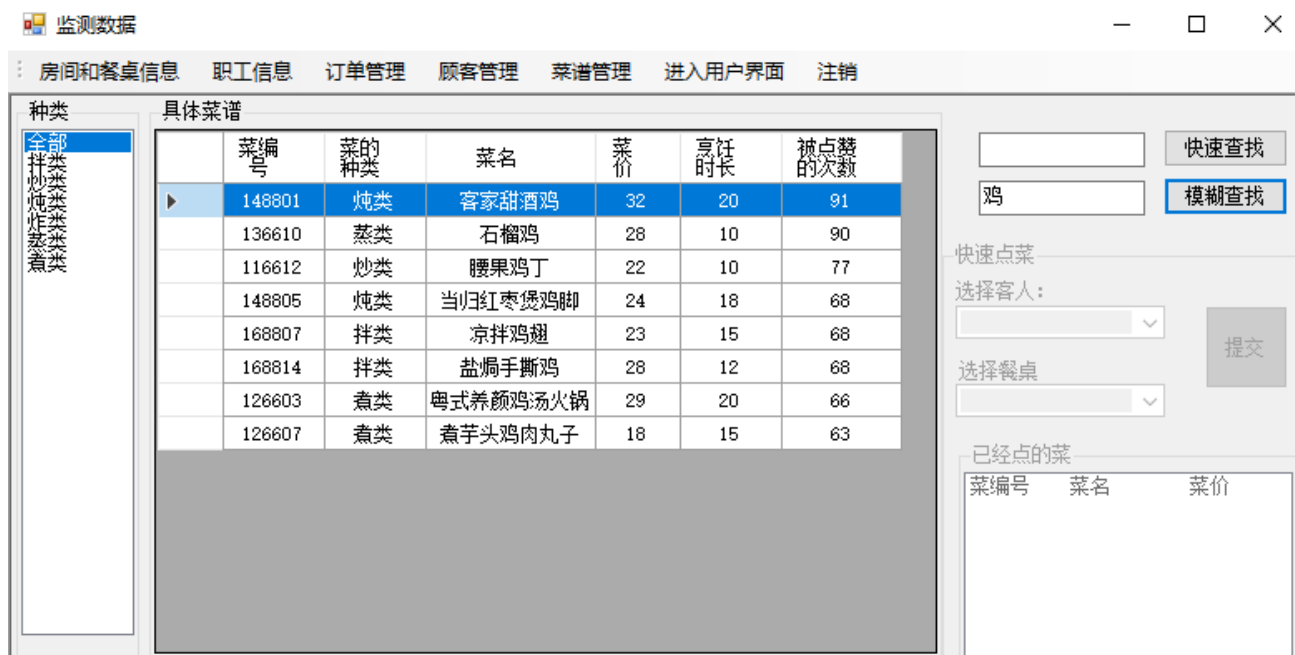 监测数据
房间和餐桌信息 职工信息 订单管理 顾客管理 菜谱管理 进入用户界面 注销
种类
全部
拌类
炒类
炖类
炸类
蒸类
煮类
具体菜谱
菜编号 菜的种类 菜名 菜价 烹饪时长 被点赞的次数
148801 炖类 客家甜酒鸡 32 20 91
136610 蒸类 石榴鸡 28 10 90
116612 炒类 腰果鸡丁 22 10 77
148805 炖类 当归红枣煲鸡脚 24 18 68
168807 拌类 凉拌鸡翅 23 15 68
168814 拌类 盐焗手撕鸡 28 12 68
126603 煮类 粤式养颜鸡汤火锅 29 20 66
126607 煮类 煮芋头鸡肉丸子 18 15 63
快速查找
鸡 模糊查找
快速点菜
选择客人：
提交
选择餐桌
已经点的菜
菜编号 菜名 菜价